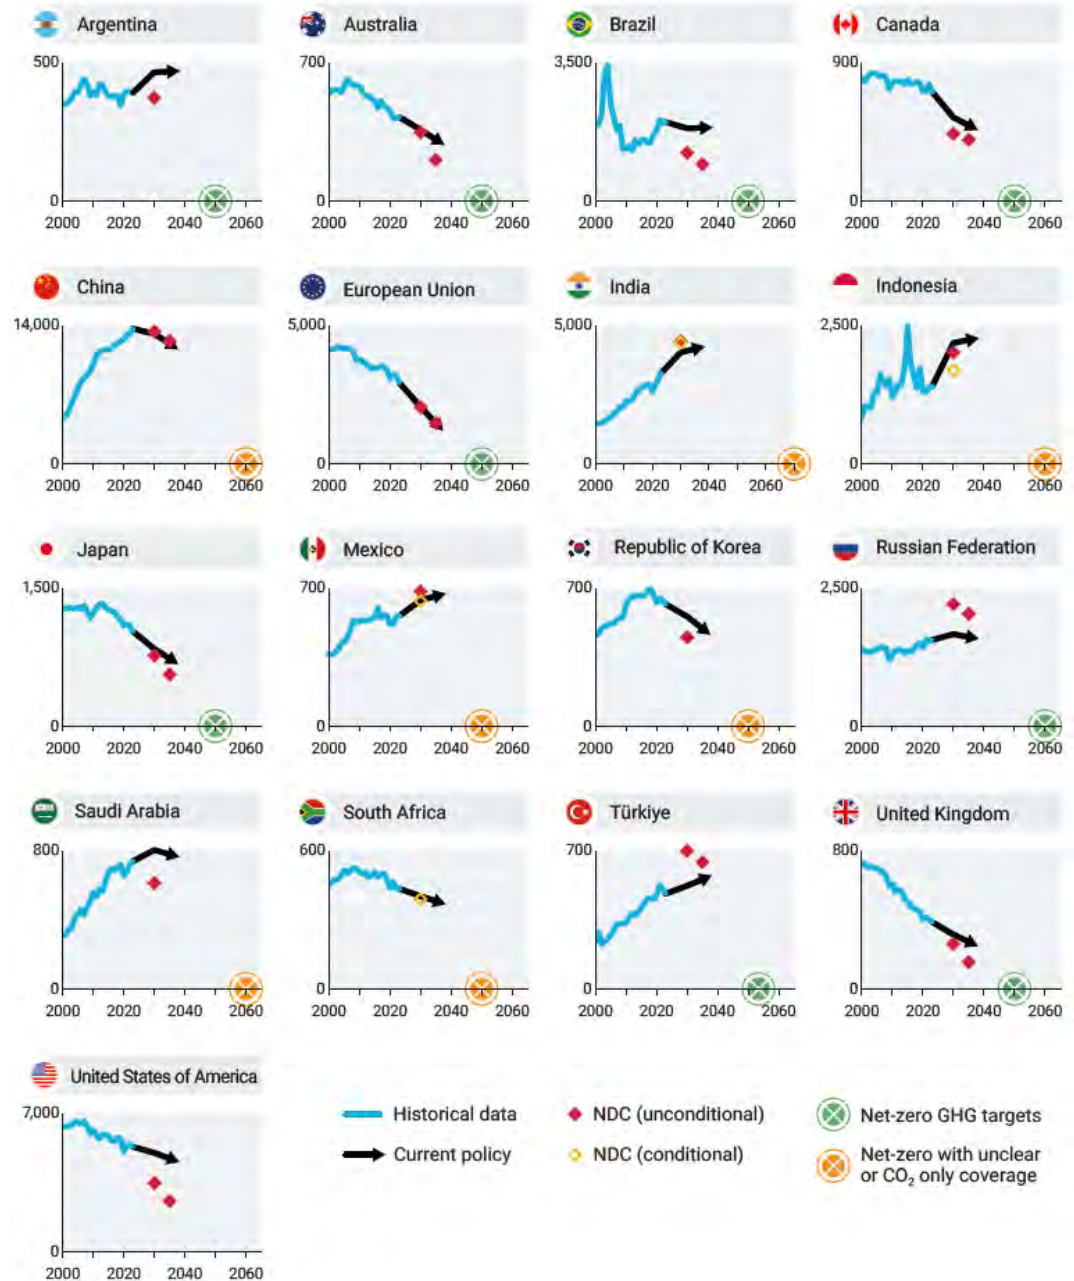 Argentina
500
0
2000 2020 2040 2060
Australia
700
0
2000 2020 2040 2060
Brazil
3,500
0
2000 2020 2040 2060
Canada
900
0
2000 2020 2040 2060
China
14,000
0
2000 2020 2040 2060
European Union
5,000
0
2000 2020 2040 2060
India
5,000
0
2000 2020 2040 2060
Indonesia
2,500
0
2000 2020 2040 2060
Japan
1,500
0
2000 2020 2040 2060
Mexico
700
0
2000 2020 2040 2060
Republic of Korea
700
0
2000 2020 2040 2060
Russian Federation
2,500
0
2000 2020 2040 2060
Saudi Arabia
800
0
2000 2020 2040 2060
South Africa
600
0
2000 2020 2040 2060
Türkiye
700
0
2000 2020 2040 2060
United Kingdom
800
0
2000 2020 2040 2060
United States of America
7,000
0
2000 2020 2040 2060
Historical data
Current policy
NDC (unconditional)
NDC (conditional)
Net-zero GHG targets
Net-zero with unclear
or CO₂ only coverage